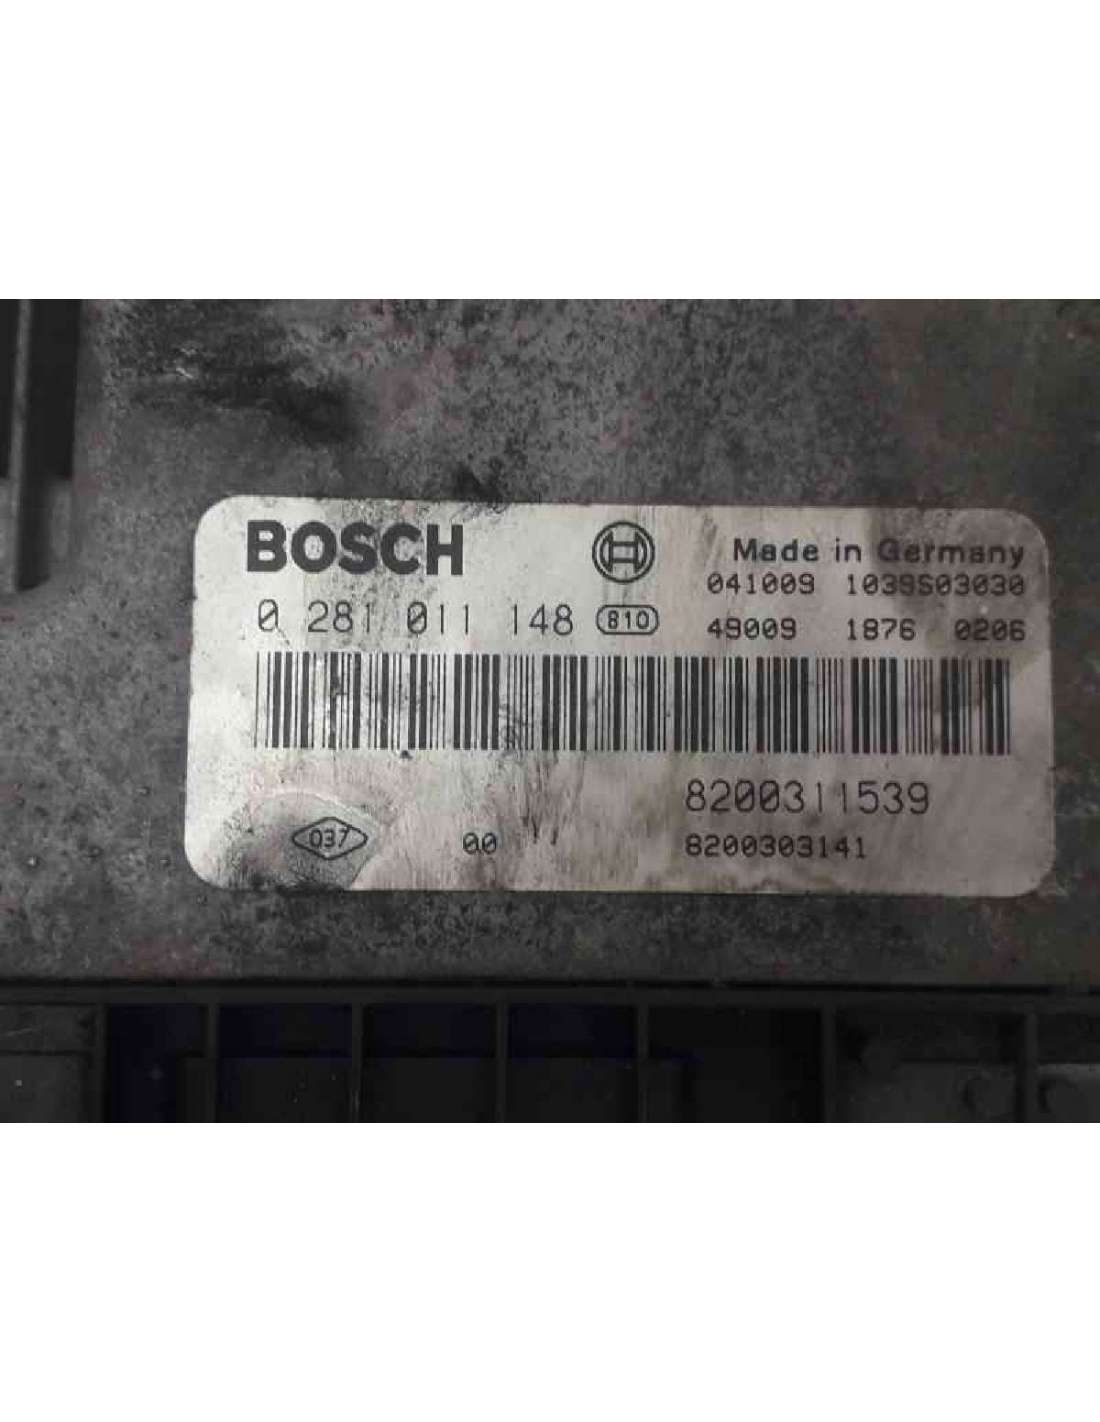 BOSCH
Made in Germany
041009 1039S03030
0 281 011 148 810
49009 1876 0206
8200311539
037 00 8200303141